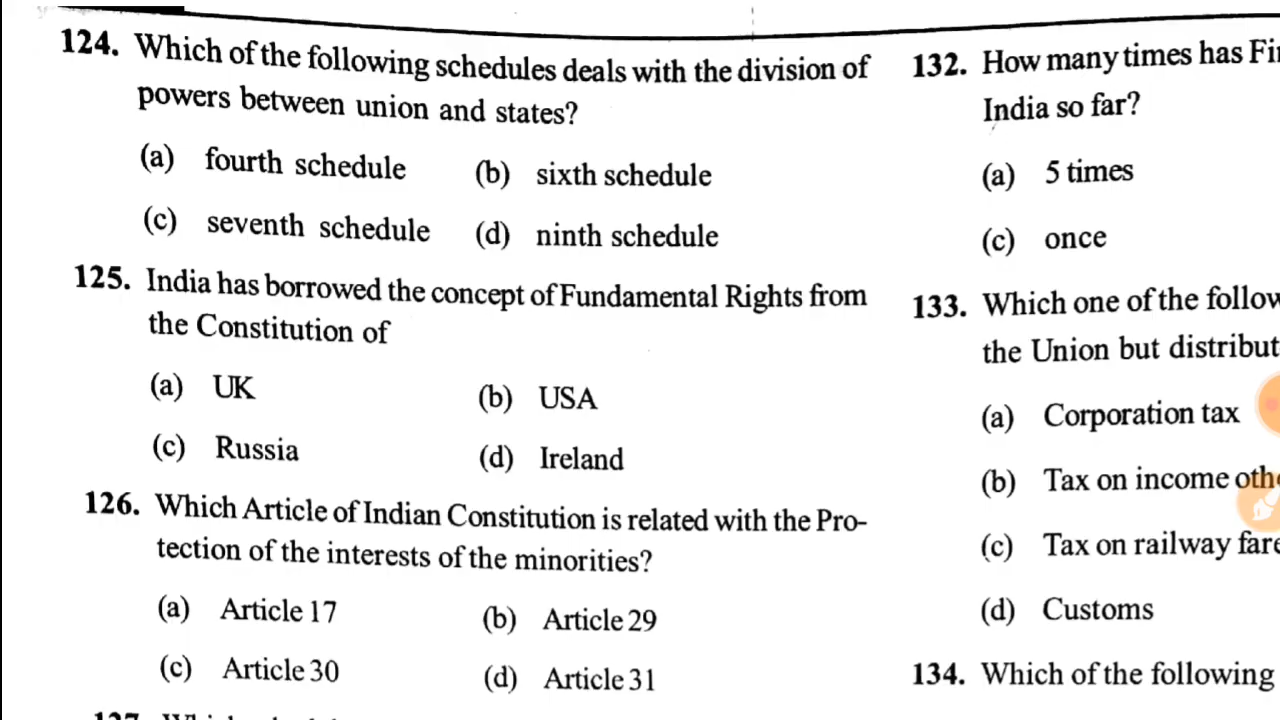 124. Which of the following schedules deals with the division of
powers between union and states?
(a) fourth schedule (b) sixth schedule
(c) seventh schedule (d) ninth schedule
125. India has borrowed the concept of Fundamental Rights from
the Constitution of
(a) UK (b) USA
(c) Russia (d) Ireland
126. Which Article of Indian Constitution is related with the Pro-
tection of the interests of the minorities?
(a) Article 17 (b) Article 29
(c) Article 30 (d) Article 31
132. How many times has
India so far?
(a) 5 times
(c) once
133. Which one of the
the Union but
(a) Corporation tax
(b) Tax on income
(c) Tax on railway
(d) Customs
134. Which of the following